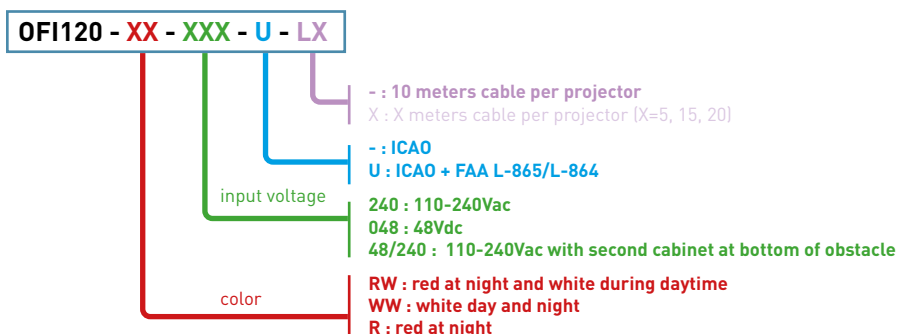 OFI120 - XX - XXX - U - LX
- : 10 meters cable per projector
X : X meters cable per projector (X=5, 15, 20)
- : ICAO
U : ICAO + FAA L-865/L-864
input voltage
240 : 110-240Vac
048 : 48Vdc
48/240 : 110-240Vac with second cabinet at bottom of obstacle
color
RW : red at night and white during daytime
WW : white day and night
R : red at night